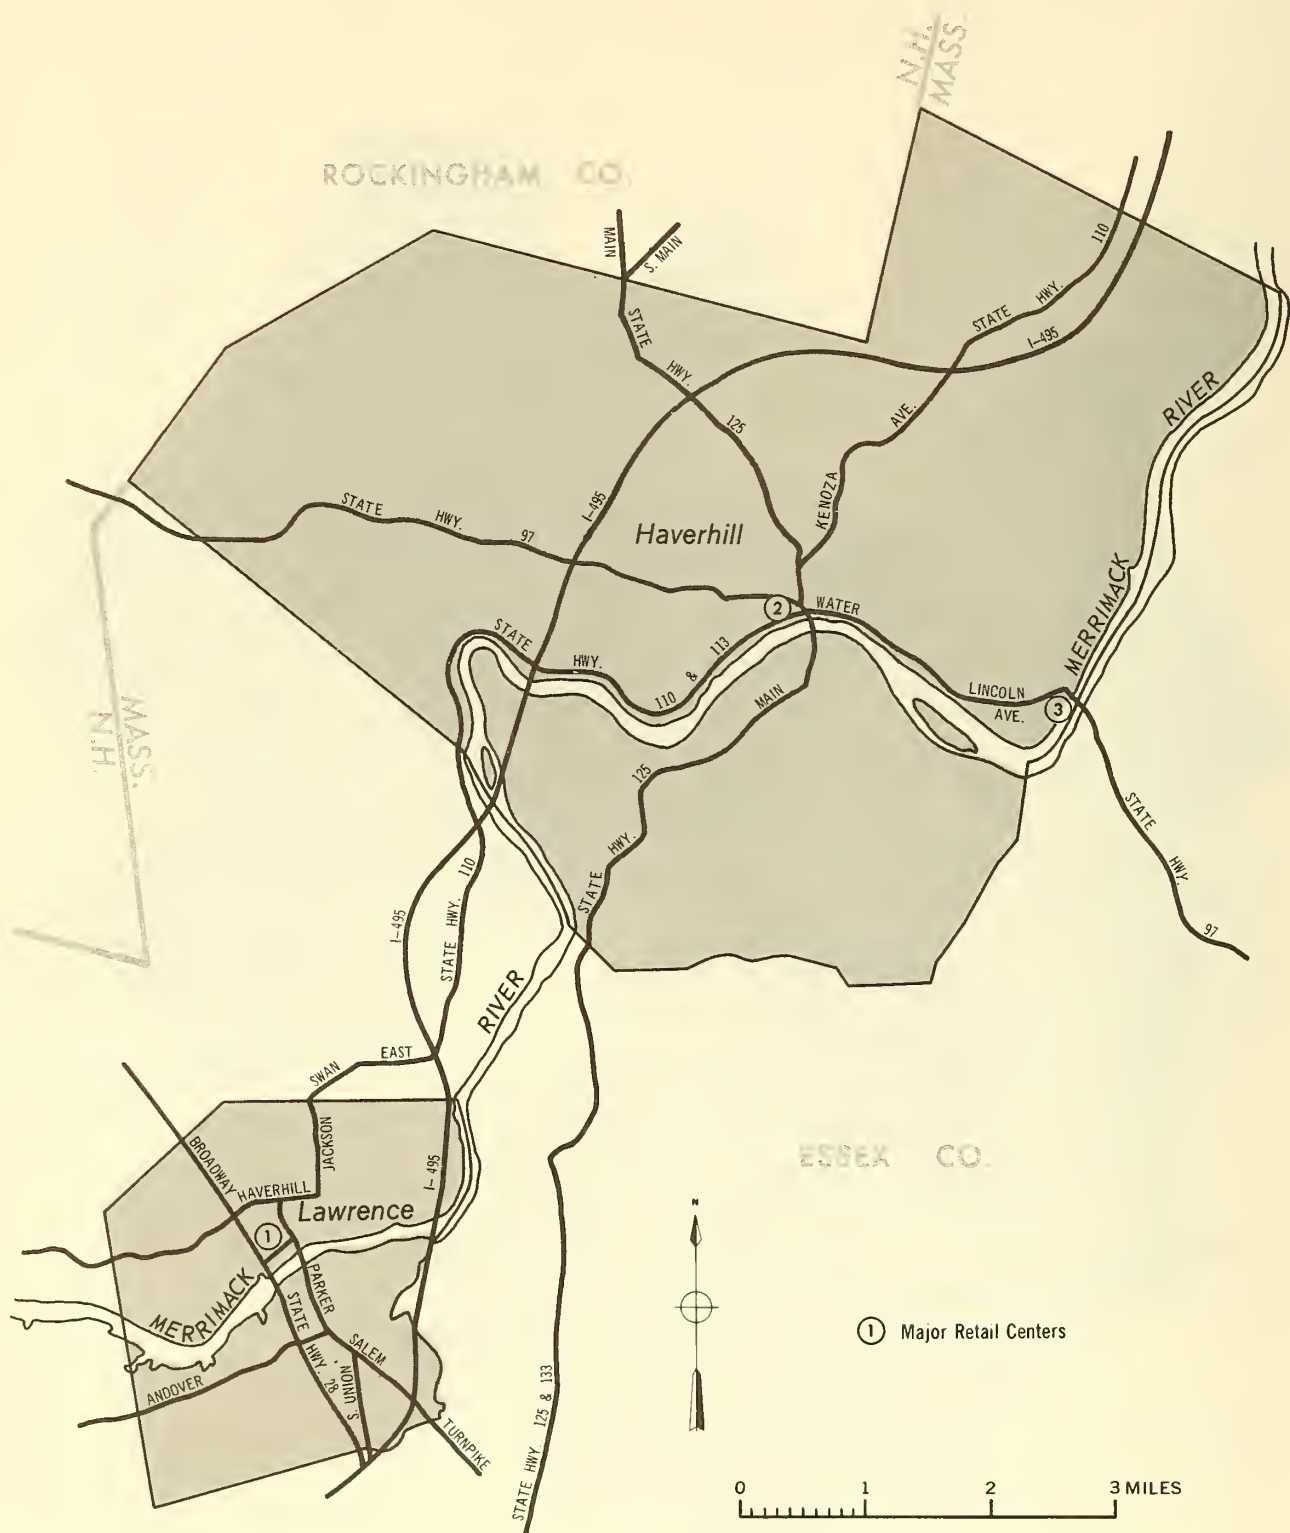 N.H.
MASS.
ROCKINGHAM CO.
MAIN
S. MAIN
110
STATE HWY.
I-495
STATE HWY. 125
KENOZA AVE.
MERRIMACK RIVER
STATE HWY. 97
I-495
Haverhill
2
WATER
STATE HWY. 110 & 113
LINCOLN AVE.
3
MAIN
MASS.
N.H.
125
STATE HWY.
STATE HWY. 97
I-495
STATE HWY. 110
RIVER
EAST
SWAN
JACKSON
BROADWAY
HAVERHILL
I-495
Lawrence
1
ESSEX CO.
N
MERRIMACK
PARKER
STATE HWY. 28
SALEM
S. UNION
ANDOVER
TURNPIKE
STATE HWY. 125 & 133
1 Major Retail Centers
0 1 2 3 MILES